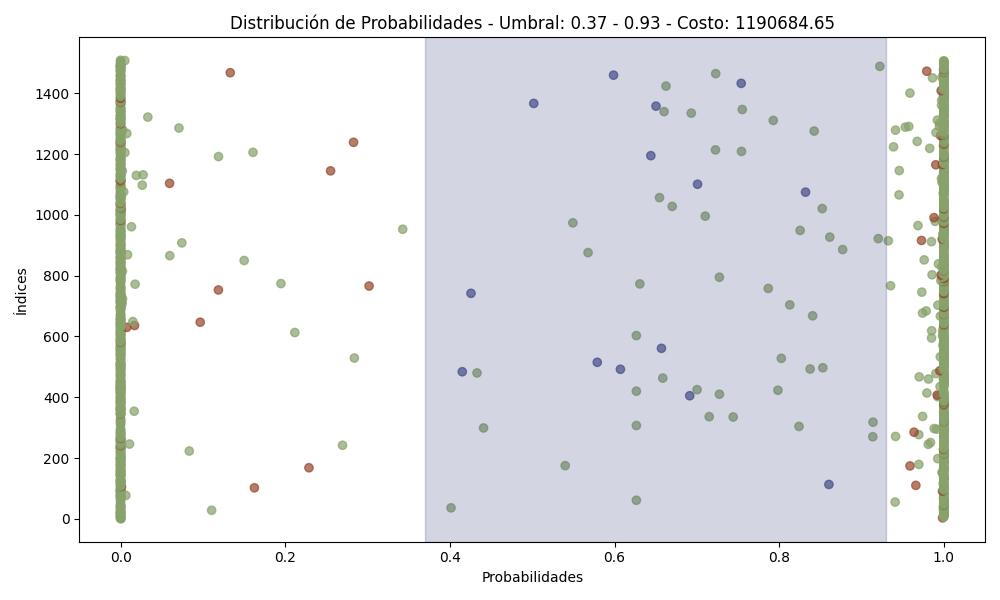 Distribución de Probabilidades - Umbral: 0.37 - 0.93 - Costo: 1190684.65
1400
1200
1000
800
600
400
200
0
Índices
0.0 0.2 0.4 0.6 0.8 1.0
Probabilidades